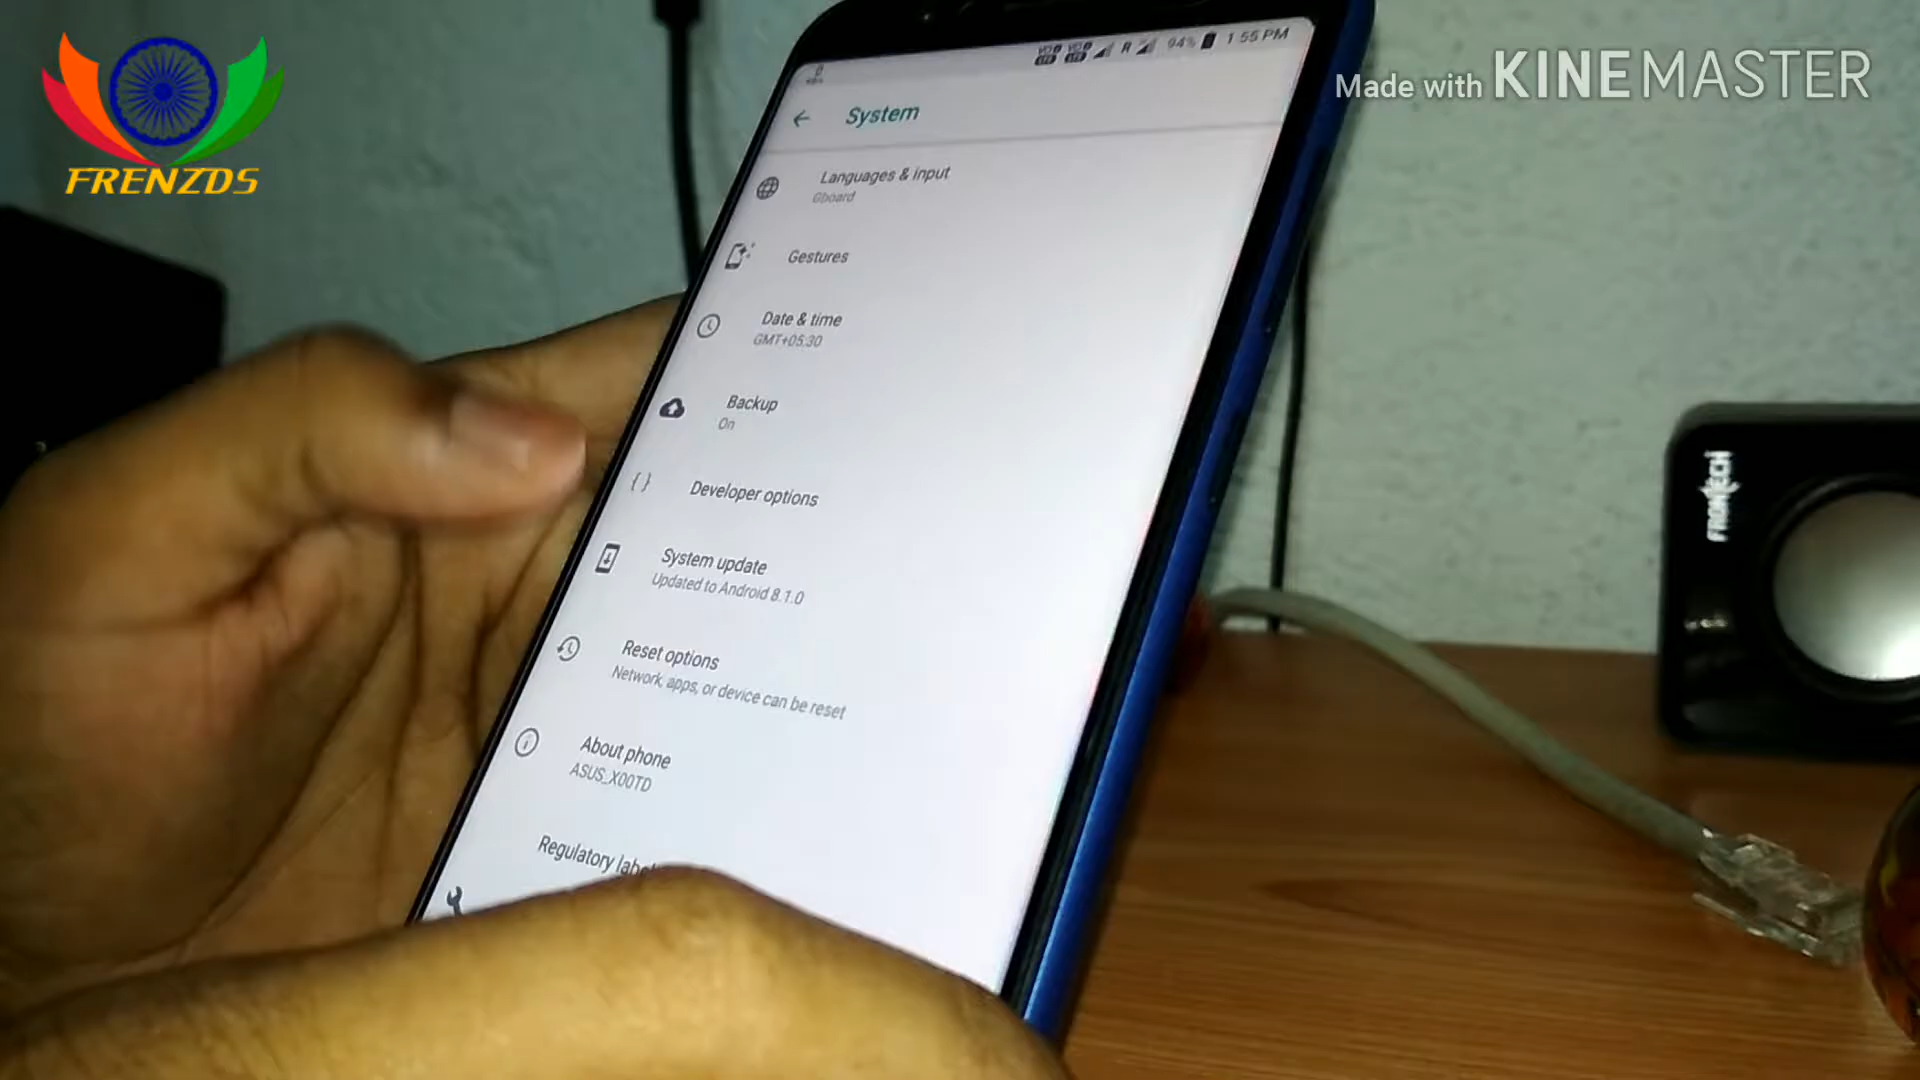 FRENZDS
Made with KINEMASTER
R 94% 1:55 PM
System
Languages & input
Gboard
Gestures
Date & time
GMT+05:30
Backup
On
{ } Developer options
System update
Updated to Android 8.1.0
Reset options
Network, apps, or device can be reset
About phone
ASUS_X00TD
Regulatory label
FRONTECH